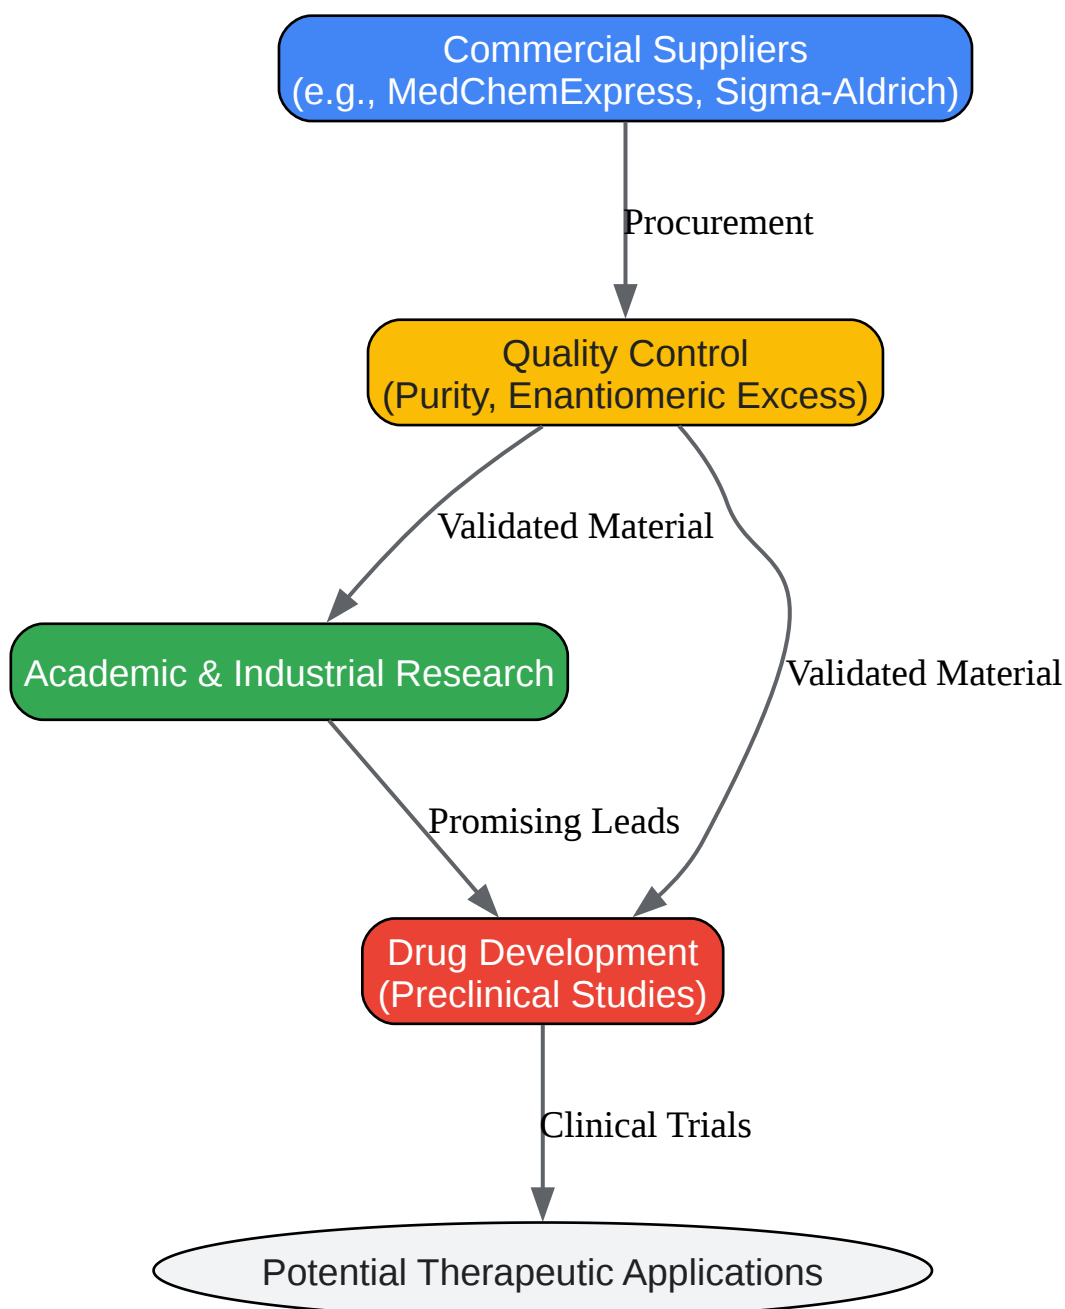 Commercial Suppliers
(e.g., MedChemExpress, Sigma-Aldrich)
Procurement
Quality Control
(Purity, Enantiomeric Excess)
Validated Material
Academic & Industrial Research
Validated Material
Promising Leads
Drug Development
(Preclinical Studies)
Clinical Trials
Potential Therapeutic Applications